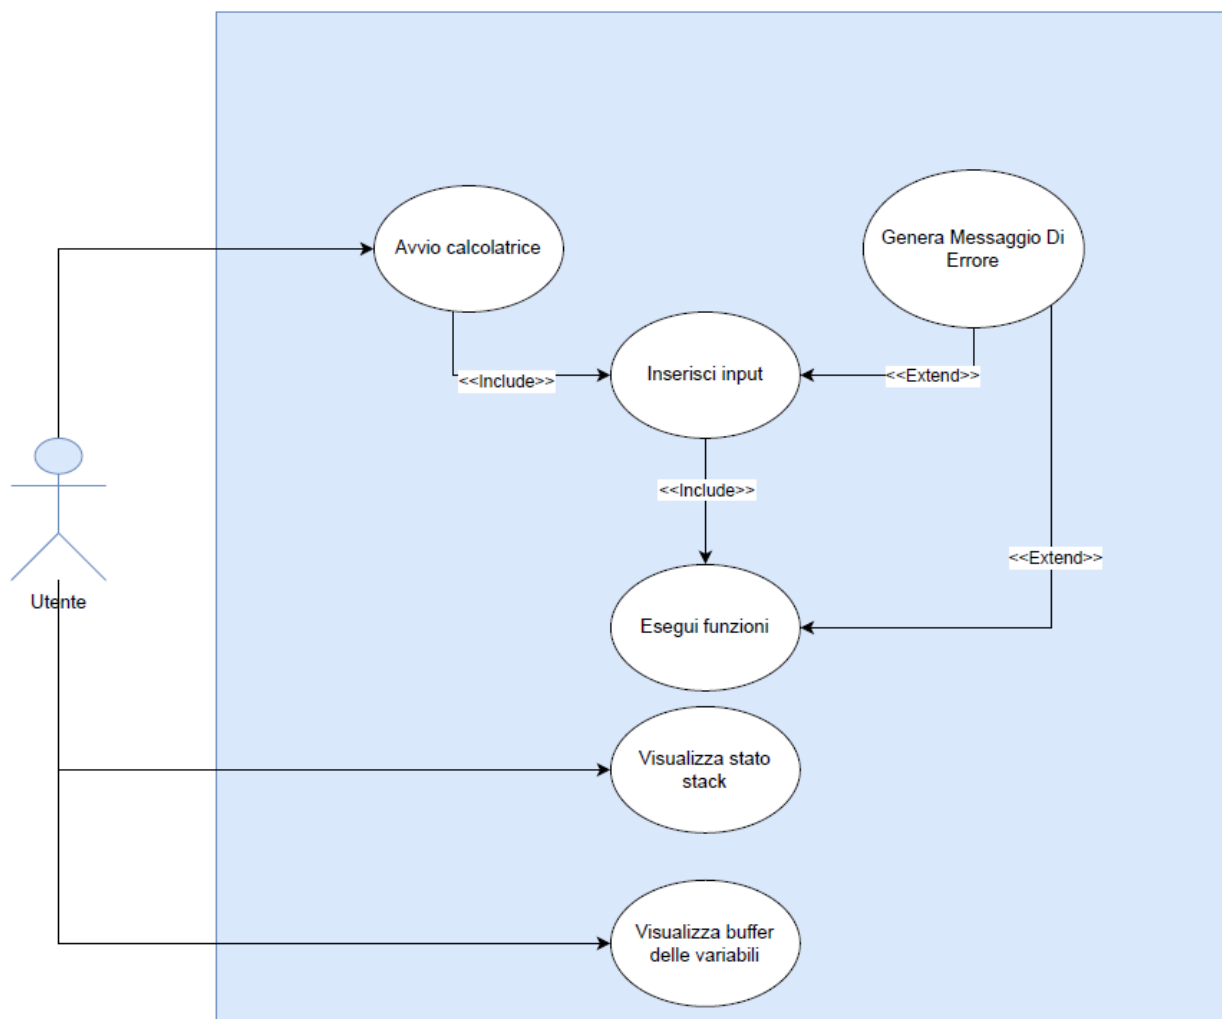 Avvio calcolatrice
Genera Messaggio Di
Errore
Inserisci input
<<Include>>
<<Extend>>
<<Include>>
<<Extend>>
Utente
Esegui funzioni
Visualizza stato
stack
Visualizza buffer
delle variabili